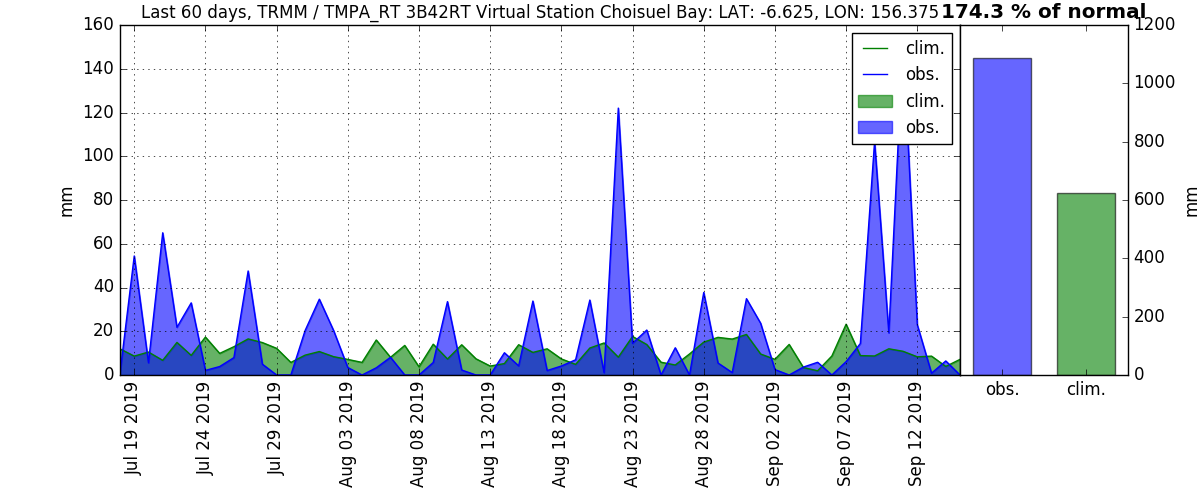 Last 60 days, TRMM / TMPA_RT 3B42RT Virtual Station Choisuel Bay: LAT: -6.625, LON: 156.375
174.3 % of normal
160
140
120
100
80
60
40
20
0
mm
clim.
obs.
clim.
obs.
Jul 19 2019
Jul 24 2019
Jul 29 2019
Aug 03 2019
Aug 08 2019
Aug 13 2019
Aug 18 2019
Aug 23 2019
Aug 28 2019
Sep 02 2019
Sep 07 2019
Sep 12 2019
1200
1000
800
600
400
200
0
mm
obs.
clim.